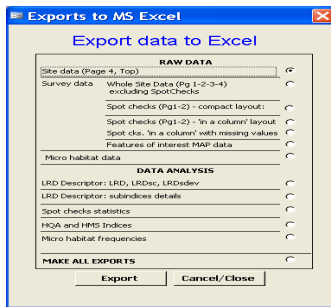 Exports to MS Excel
Export data to Excel
RAW DATA
Site data (Page 4, Top)
Survey data Whole Site Data (Pg 1-2-3-4)
excluding SpotChecks
Spot checks (Pg1-2) - compact layout:
Spot checks (Pg1-2) - 'in a column' layout
Spot cks. 'in a column' with missing values
Features of interest MAP data
Micro habitat data
DATA ANALYSIS
LRD Descriptor: LRD, LRDsc, LRDsdev
LRD Descriptor: subindices details
Spot checks statistics
HQA and HMS Indices
Micro habitat frequencies
MAKE ALL EXPORTS
Export Cancel/Close